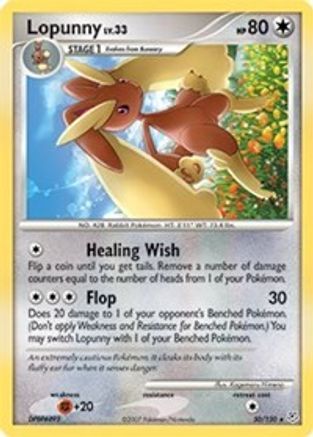 Lopunny LV.33 HP 80
STAGE 1 Evolves from Buneary
NO. 428 Rabbit Pokémon HT: 3'11" WT: 73.4 lbs.
Healing Wish
Flip a coin until you get tails. Remove a number of damage
counters equal to the number of heads from 1 of your Pokémon.
Flop 30
Does 20 damage to 1 of your opponent's Benched Pokémon.
(Don't apply Weakness and Resistance for Benched Pokémon.) You
may switch Lopunny with 1 of your Benched Pokémon.
An extremely cautious Pokémon. It cloaks its body with its
fluffy ear fur when it senses danger.
Illus. Kagemaru Himeno
weakness resistance retreat cost
+20
©2007 Pokémon/Nintendo 30/130